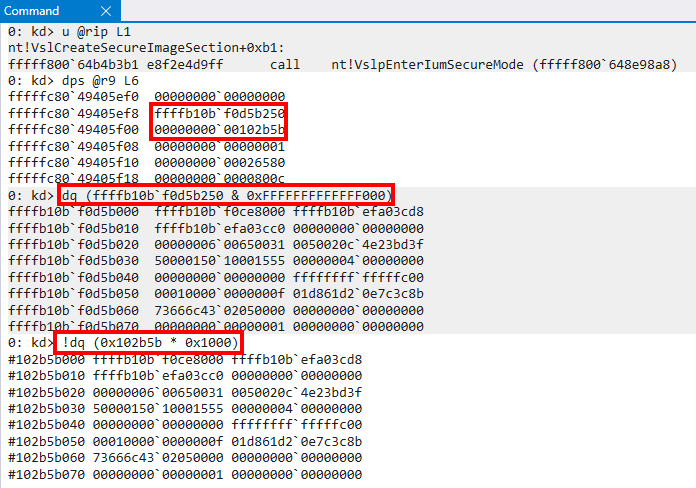 Command
0: kd> u @rip L1
nt!VslCreateSecureImageSection+0xb1:
fffff800`64b4b3b1 e8f2e4d9ff      call    nt!VslpEnterIumSecureMode (fffff800`648e98a8)
0: kd> dps @r9 L6
fffffc80`49405ef0  00000000`00000000
fffffc80`49405ef8  ffffb10b`f0d5b250
fffffc80`49405f00  00000000`00102b5b
fffffc80`49405f08  00000000`00000001
fffffc80`49405f10  00000000`00026580
fffffc80`49405f18  00000000`0000800c
0: kd> dq (ffffb10b`f0d5b250 & 0xFFFFFFFFFFFFF000)
ffffb10b`f0d5b000  ffffb10b`f0ce8000 ffffb10b`efa03cd8
ffffb10b`f0d5b010  ffffb10b`efa03cc0 00000000`00000000
ffffb10b`f0d5b020  00000006`00650031 0050020c`4e23bd3f
ffffb10b`f0d5b030  50000150`10001555 00000004`00000000
ffffb10b`f0d5b040  00000000`00000000 ffffffff`fffffc00
ffffb10b`f0d5b050  00010000`0000000f 01d861d2`0e7c3c8b
ffffb10b`f0d5b060  73666c43`02050000 00000000`00000000
ffffb10b`f0d5b070  00000000`00000001 00000000`00000000
0: kd> !dq (0x102b5b * 0x1000)
#102b5b000 ffffb10b`f0ce8000 ffffb10b`efa03cd8
#102b5b010 ffffb10b`efa03cc0 00000000`00000000
#102b5b020 00000006`00650031 0050020c`4e23bd3f
#102b5b030 50000150`10001555 00000004`00000000
#102b5b040 00000000`00000000 ffffffff`fffffc00
#102b5b050 00010000`0000000f 01d861d2`0e7c3c8b
#102b5b060 73666c43`02050000 00000000`00000000
#102b5b070 00000000`00000001 00000000`00000000